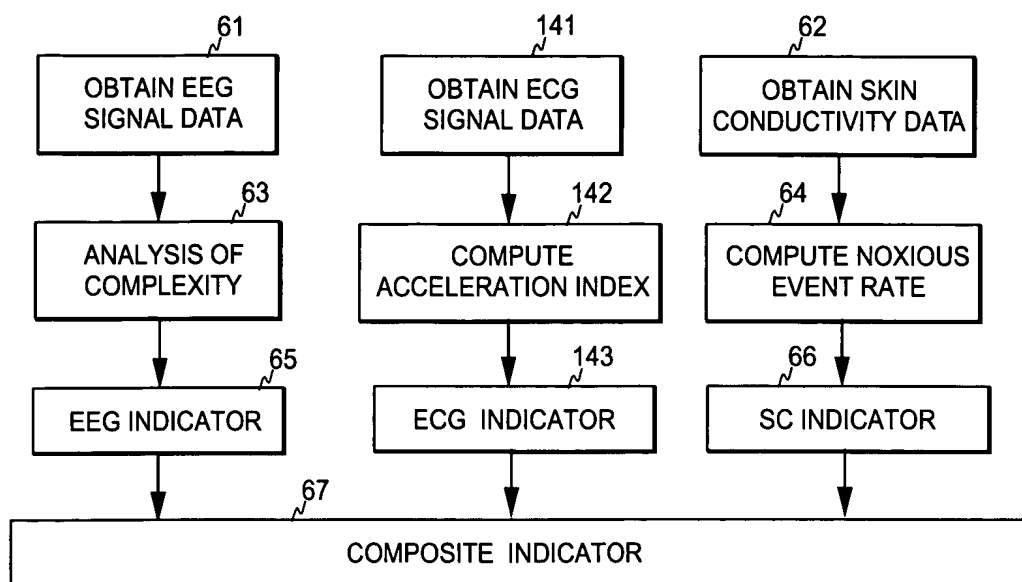 61
OBTAIN EEG
SIGNAL DATA
141
OBTAIN ECG
SIGNAL DATA
62
OBTAIN SKIN
CONDUCTIVITY DATA
63
ANALYSIS OF
COMPLEXITY
142
COMPUTE
ACCELERATION INDEX
64
COMPUTE NOXIOUS
EVENT RATE
65
EEG INDICATOR
143
ECG INDICATOR
66
SC INDICATOR
67
COMPOSITE INDICATOR